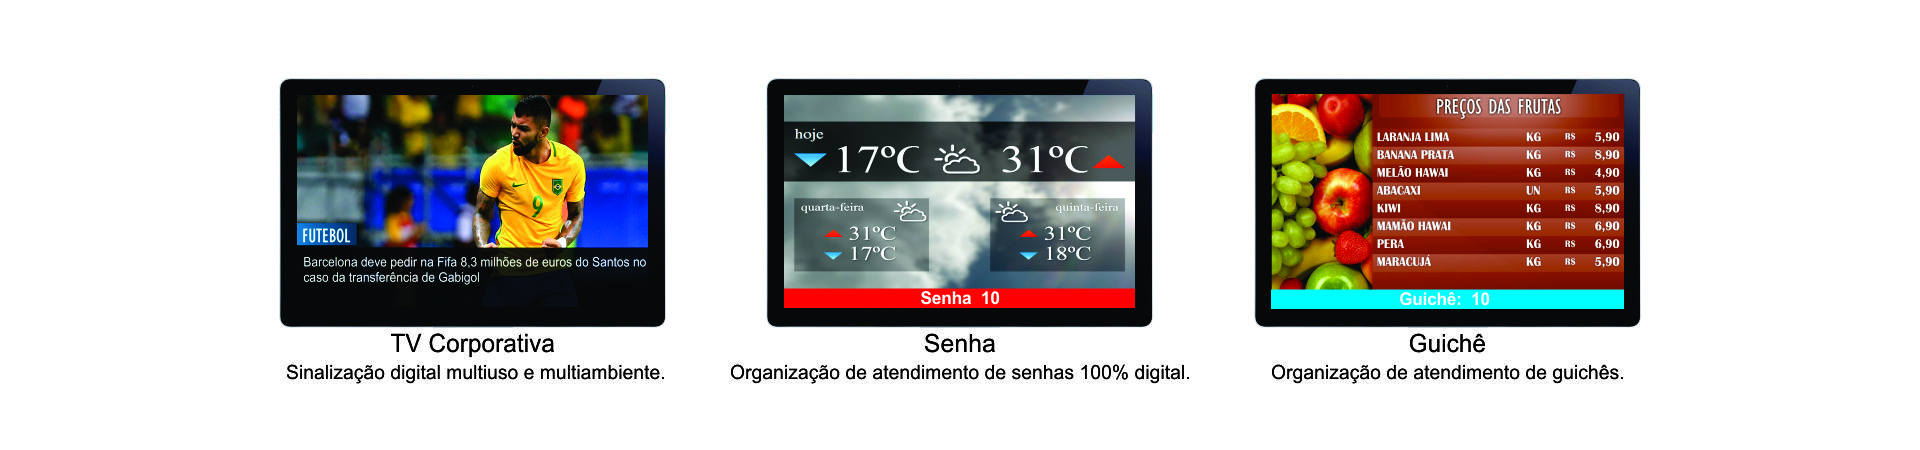 FUTEBOL
Barcelona deve pedir na Fifa 8,3 milhões de euros do Santos no
caso da transferência de Gabigol
TV Corporativa
Sinalização digital multiuso e multiambiente.
hoje
17ºC 31ºC
quarta-feira
31ºC
17ºC
quinta-feira
31ºC
18ºC
Senha 10
Senha
Organização de atendimento de senhas 100% digital.
PREÇOS DAS FRUTAS
LARANJA LIMA KG R$ 5,90
BANANA PRATA KG R$ 8,90
MELÃO HAWAI KG R$ 4,90
ABACAXI UN R$ 5,90
KIWI KG R$ 8,90
MAMÃO HAWAI KG R$ 6,90
PERA KG R$ 6,90
MARACUJÁ KG R$ 5,90
Guichê: 10
Guichê
Organização de atendimento de guichês.